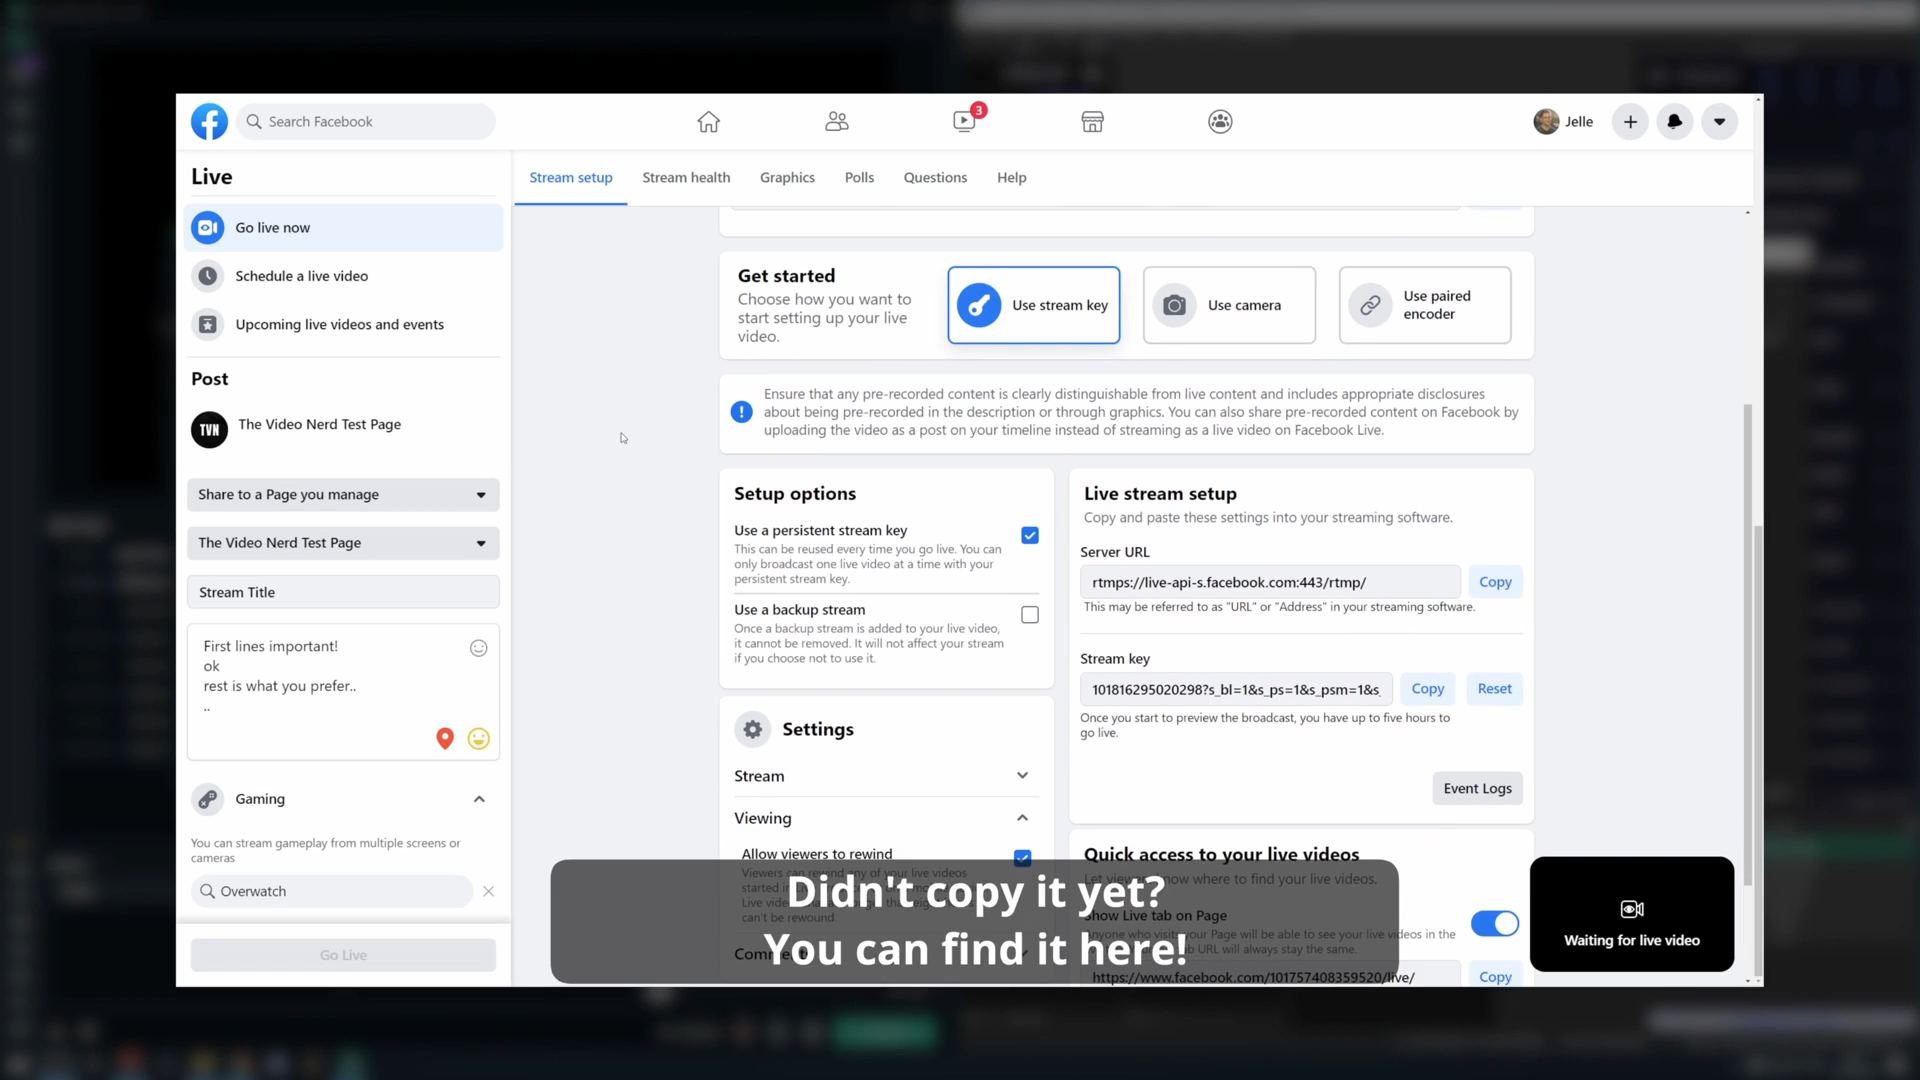 Search Facebook
3
Jelle
Live
Go live now
Schedule a live video
Upcoming live videos and events
Post
TVN
The Video Nerd Test Page
Share to a Page you manage
The Video Nerd Test Page
Stream Title
First lines important!
ok
rest is what you prefer..
..
Gaming
You can stream gameplay from multiple screens or
cameras
Overwatch
Go Live
Stream setup
Stream health
Graphics
Polls
Questions
Help
Get started
Choose how you want to
start setting up your live
video.
Use stream key
Use camera
Use paired
encoder
Ensure that any pre-recorded content is clearly distinguishable from live content and includes appropriate disclosures
about being pre-recorded in the description or through graphics. You can also share pre-recorded content on Facebook by
uploading the video as a post on your timeline instead of streaming as a live video on Facebook Live.
Setup options
Use a persistent stream key
This can be reused every time you go live. You can
only broadcast one live video at a time with your
persistent stream key.
Use a backup stream
Once a backup stream is added to your live video,
it cannot be removed. It will not affect your stream
if you choose not to use it.
Settings
Stream
Viewing
Allow viewers to rewind
Live stream setup
Copy and paste these settings into your streaming software.
Server URL
rtmps://live-api-s.facebook.com:443/rtmp/
Copy
This may be referred to as "URL" or "Address" in your streaming software.
Stream key
101816295020298?s_bl=1&s_ps=1&s_psm=1&s_
Copy
Reset
Once you start to preview the broadcast, you have up to five hours to
go live.
Event Logs
Quick access to your live videos
Show Live tab on Page
https://www.facebook.com/101757408359520/live/
Copy
Waiting for live video
Didn't copy it yet?
You can find it here!